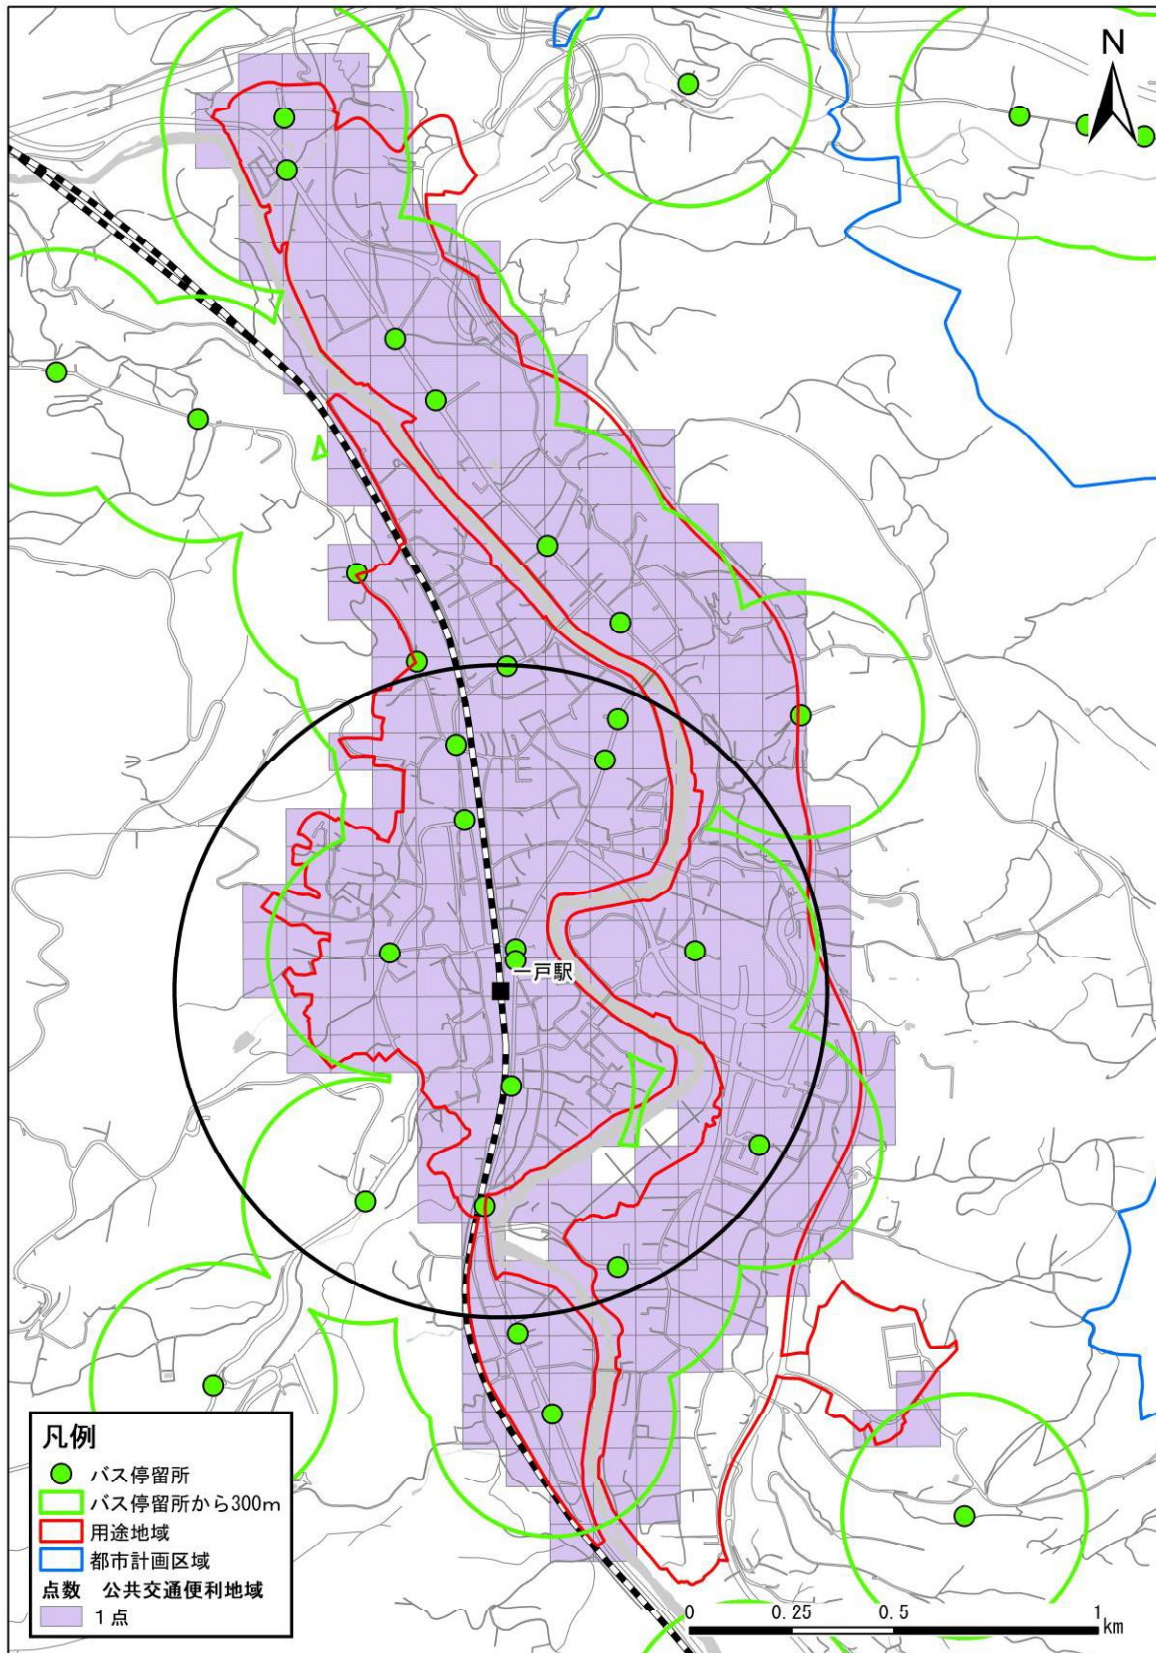 N
一戸駅
凡例
バス停留所
バス停留所から300m
用途地域
都市計画区域
点数 公共交通便利地域
1点
0 0.25 0.5 1
km